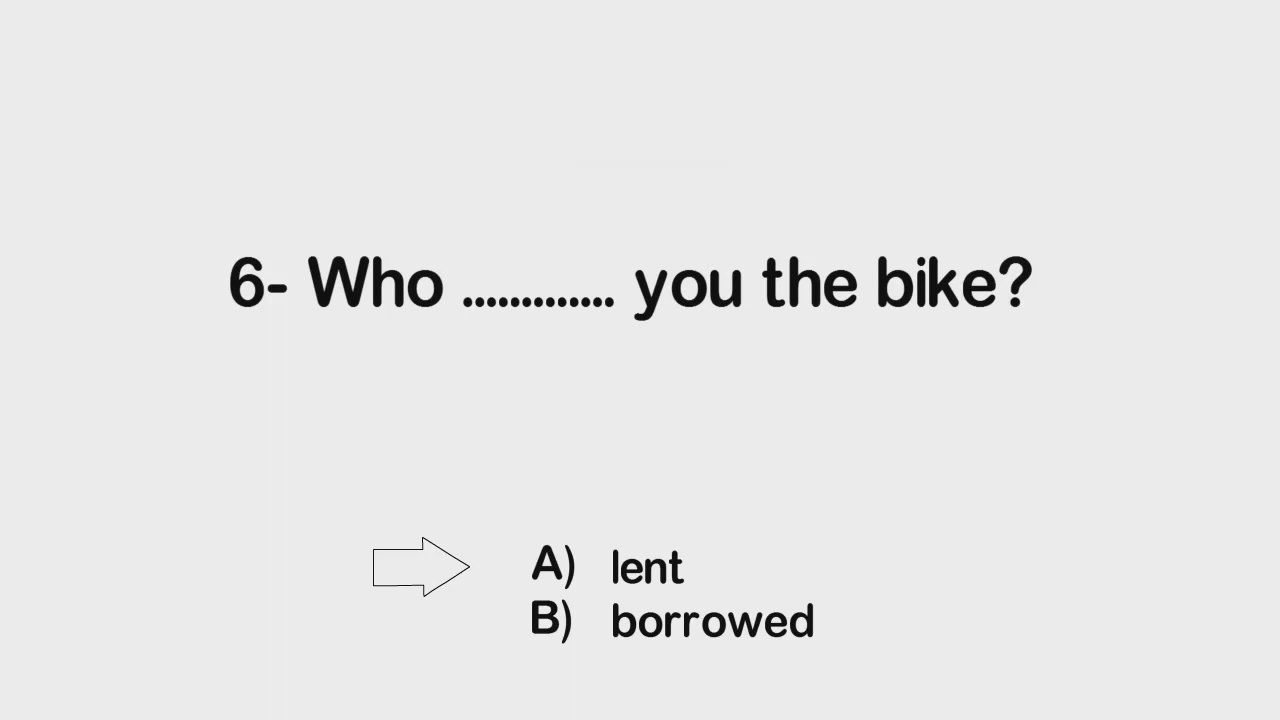 6- Who ............. you the bike?
A) lent
B) borrowed